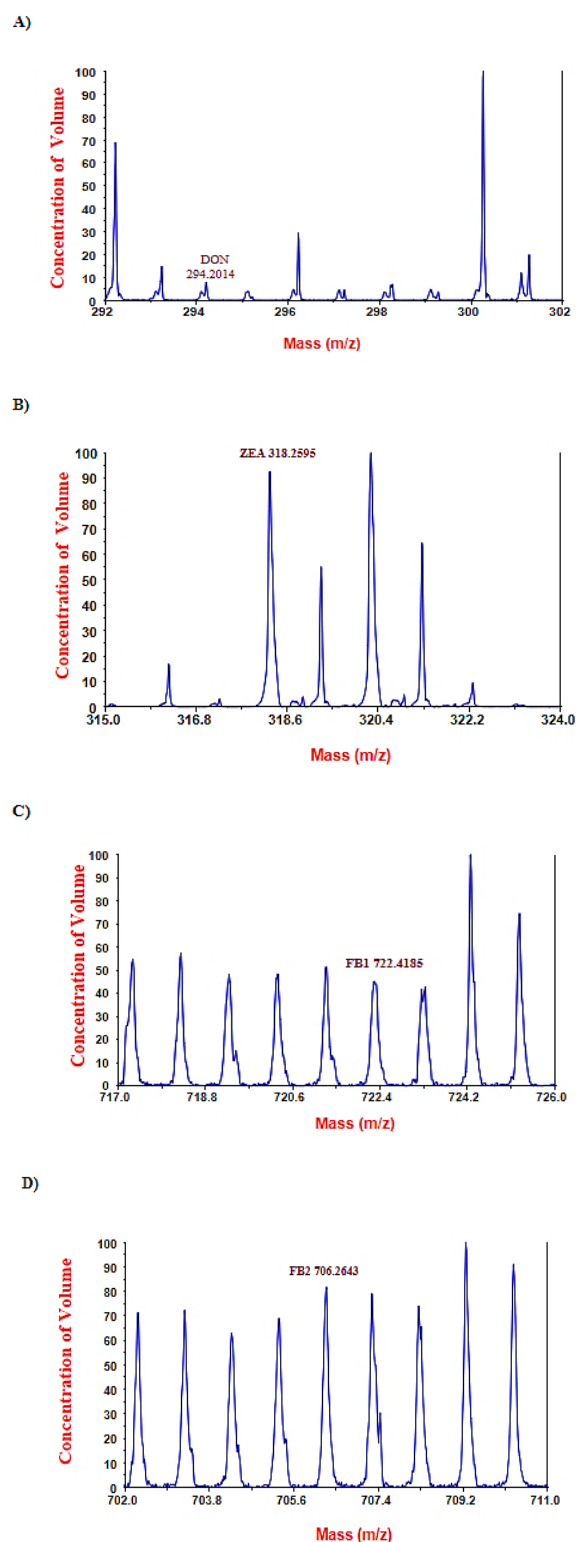 A)
Concentration of Volume
100
90
80
70
60
50
40
30
20
10
0
DON
294.2014
292 294 296 298 300 302
Mass (m/z)
B)
Concentration of Volume
100
90
80
70
60
50
40
30
20
10
0
ZEA 318.2595
315.0 316.8 318.6 320.4 322.2 324.0
Mass (m/z)
C)
Concentration of Volume
100
90
80
70
60
50
40
30
20
10
0
FB1 722.4185
717.0 718.8 720.6 722.4 724.2 726.0
Mass (m/z)
D)
Concentration of Volume
100
90
80
70
60
50
40
30
20
10
0
FB2 706.2643
702.0 703.8 705.6 707.4 709.2 711.0
Mass (m/z)